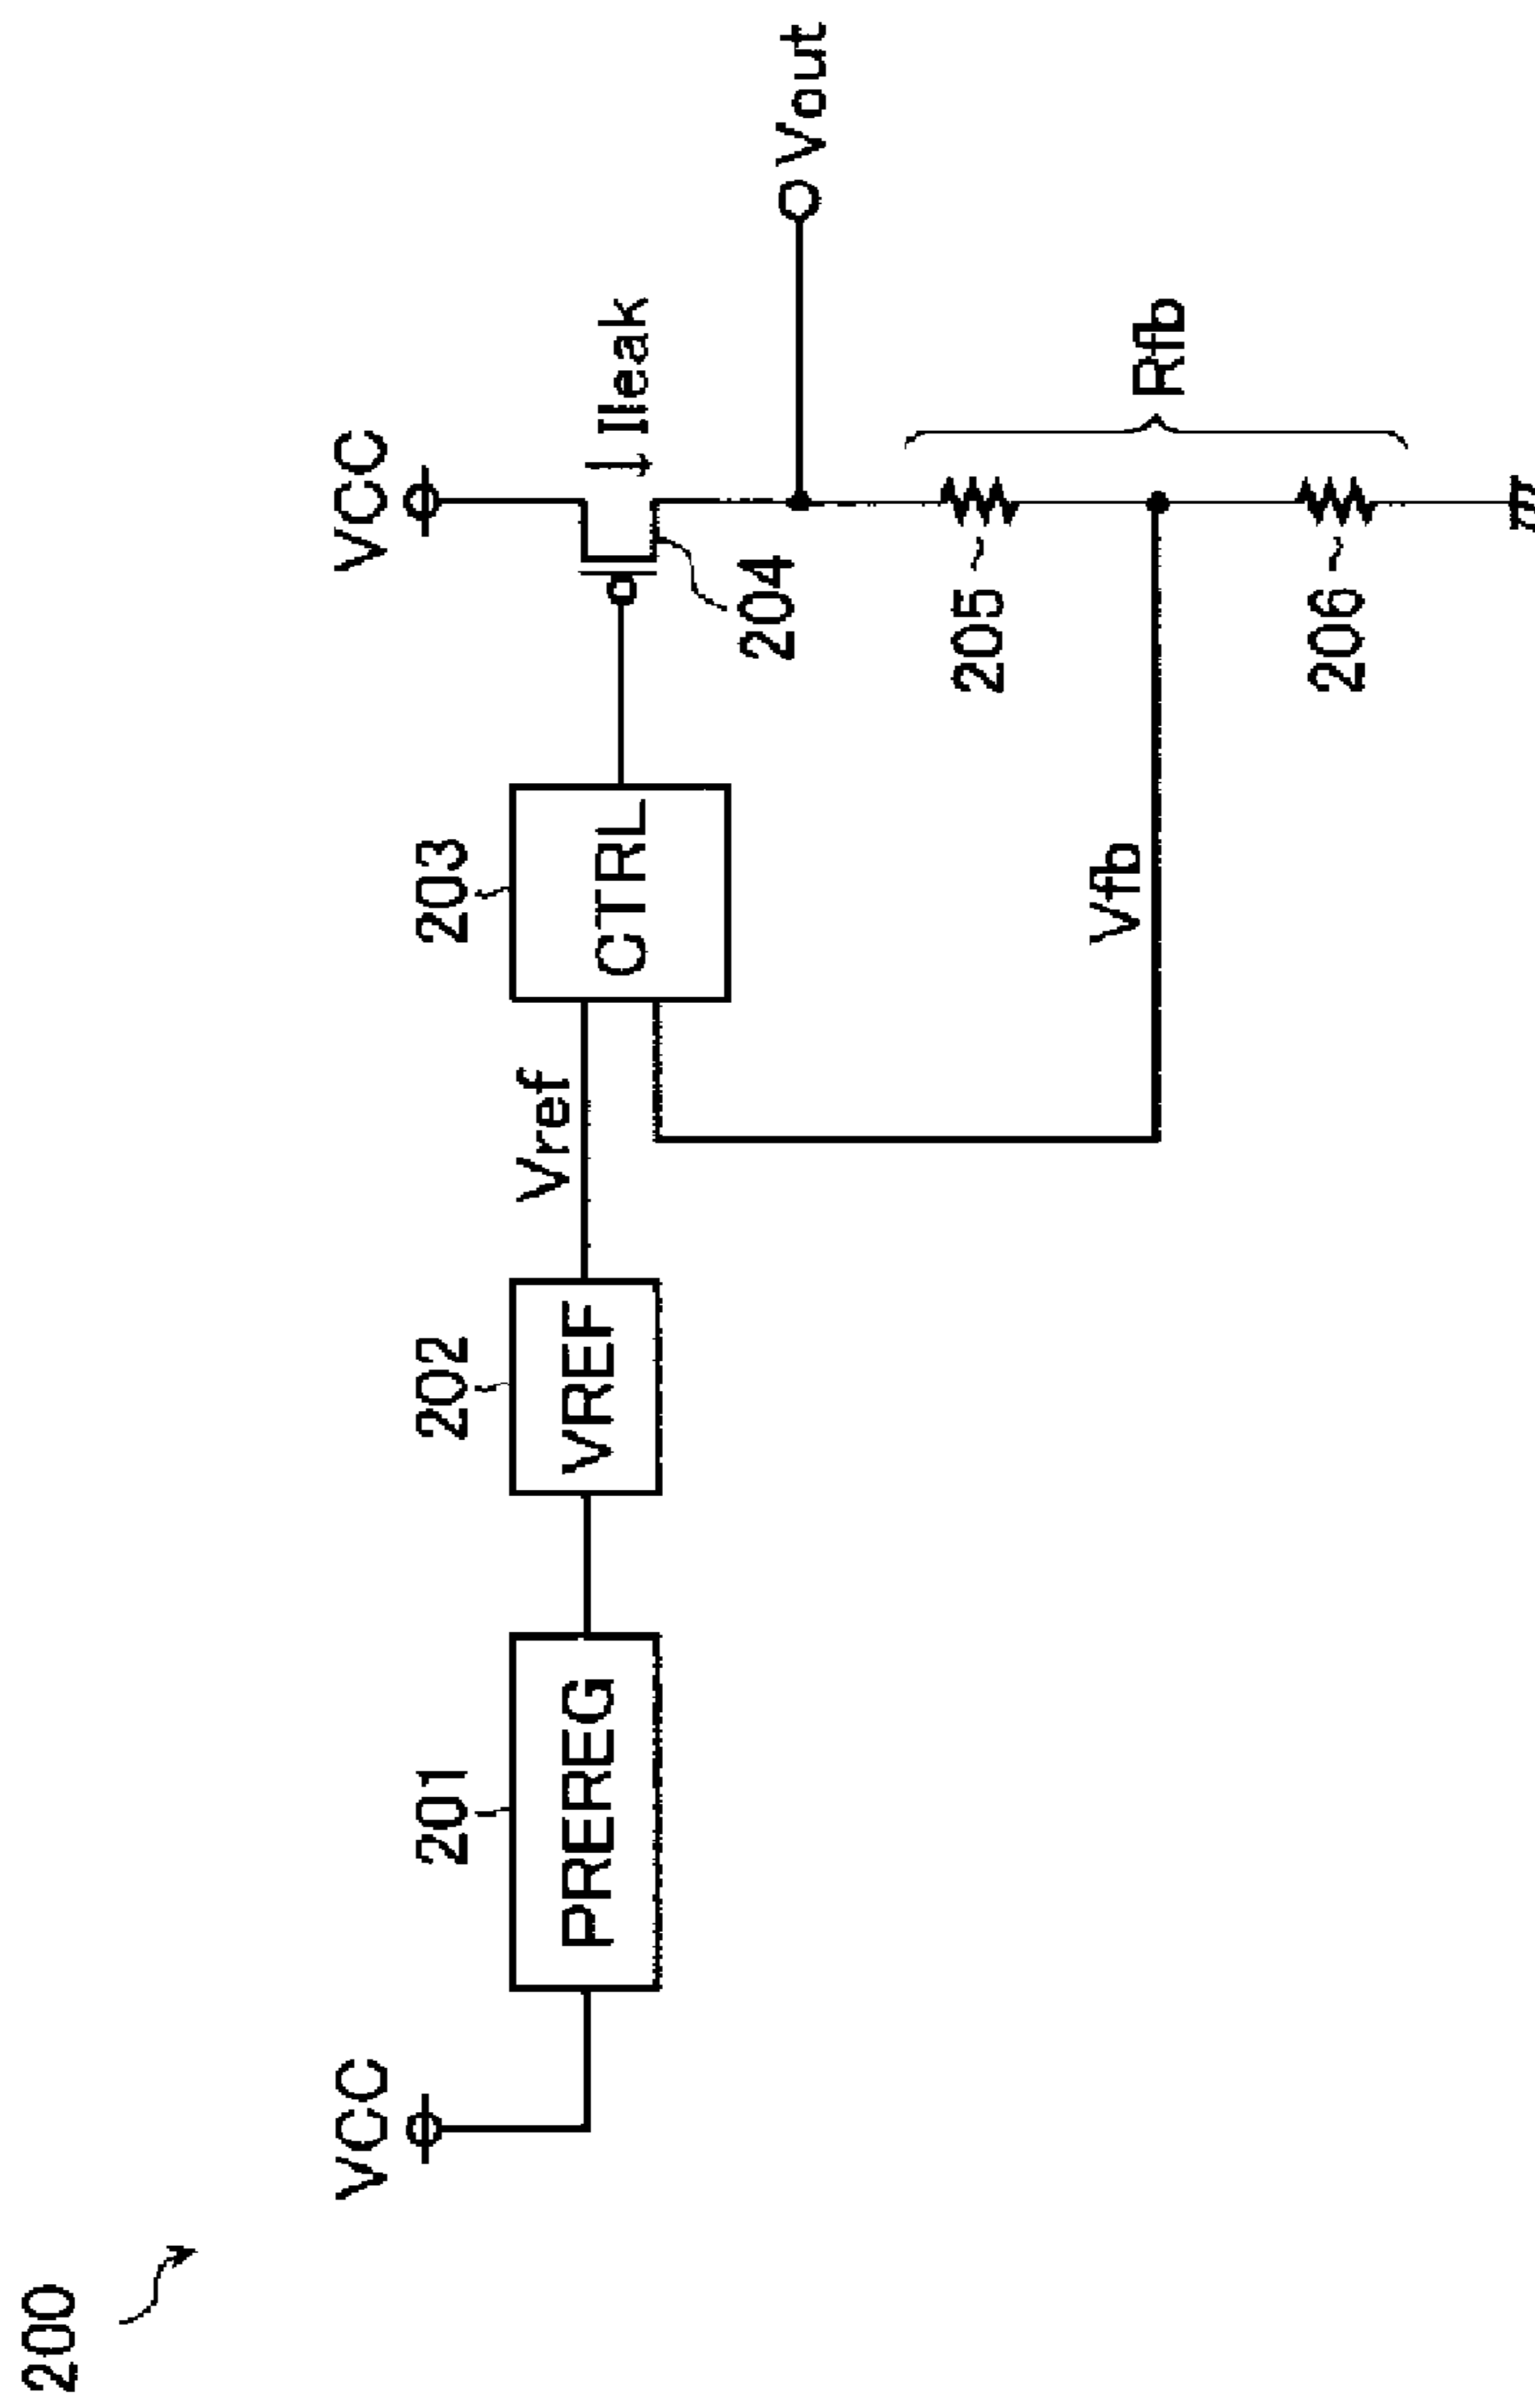 200
VCC
201
PREREG
202
VREF
Vref
203
CTRL
VCC
Ileak
204
Vout
205
Rfb
Vfb
206